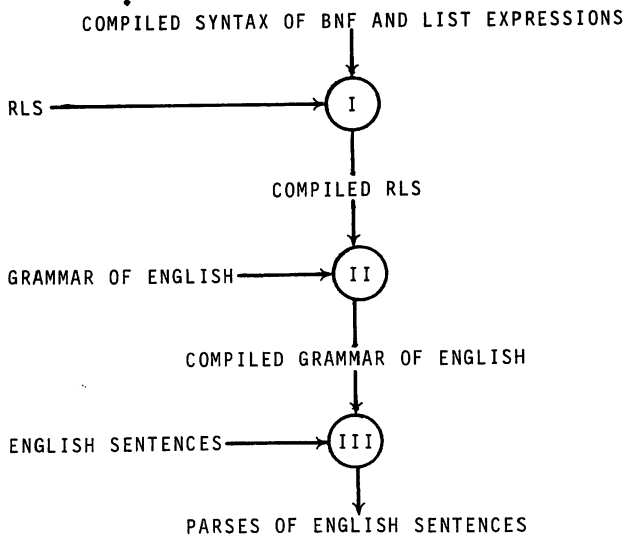 COMPILED SYNTAX OF BNF AND LIST EXPRESSIONS
RLS
I
COMPILED RLS
GRAMMAR OF ENGLISH
II
COMPILED GRAMMAR OF ENGLISH
ENGLISH SENTENCES
III
PARSES OF ENGLISH SENTENCES